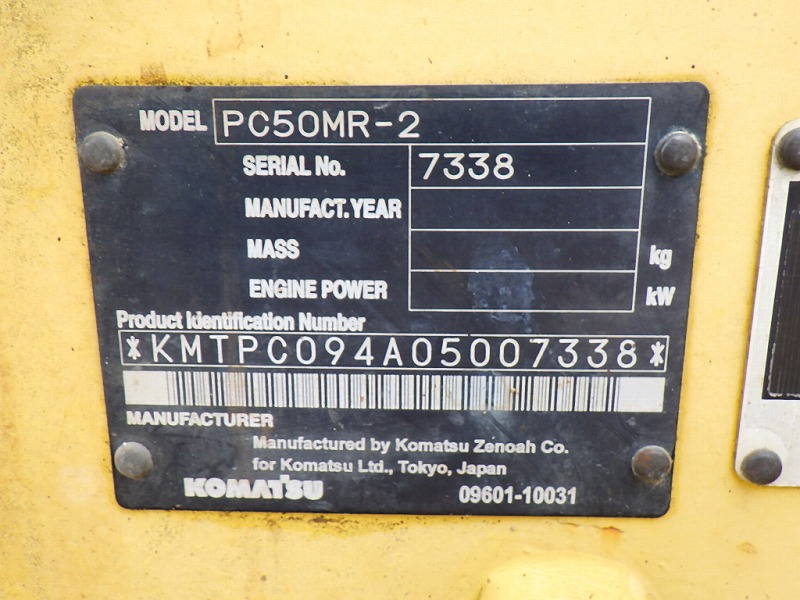 MODEL PC50MR-2
SERIAL No. 7338
MANUFACT. YEAR
MASS kg
ENGINE POWER kW
Product Identification Number
*KMTPC094A05007338*
MANUFACTURER
Manufactured by Komatsu Zenoah Co.
for Komatsu Ltd., Tokyo, Japan
KOMATSU 09601-10031